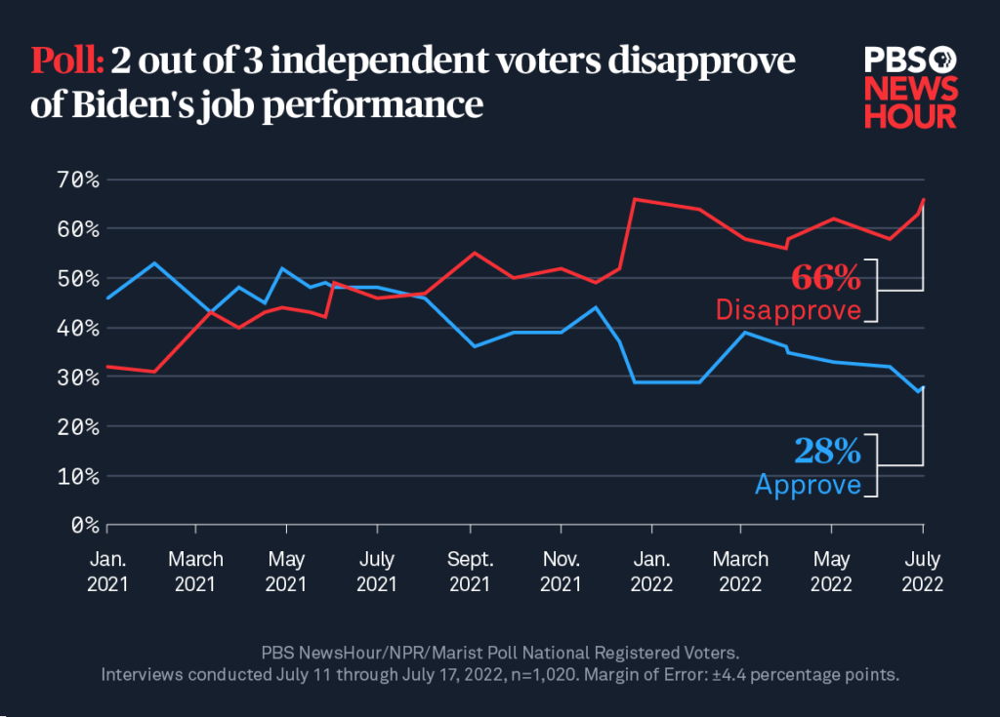 Poll: 2 out of 3 independent voters disapprove
of Biden's job performance
PBS
NEWS
HOUR
70%
60%
50%
40%
30%
20%
10%
0%
66%
Disapprove
28%
Approve
Jan. March May July Sept. Nov. Jan. March May July
2021 2021 2021 2021 2021 2021 2022 2022 2022 2022
PBS NewsHour/NPR/Marist Poll National Registered Voters.
Interviews conducted July 11 through July 17, 2022, n=1,020. Margin of Error: ±4.4 percentage points.